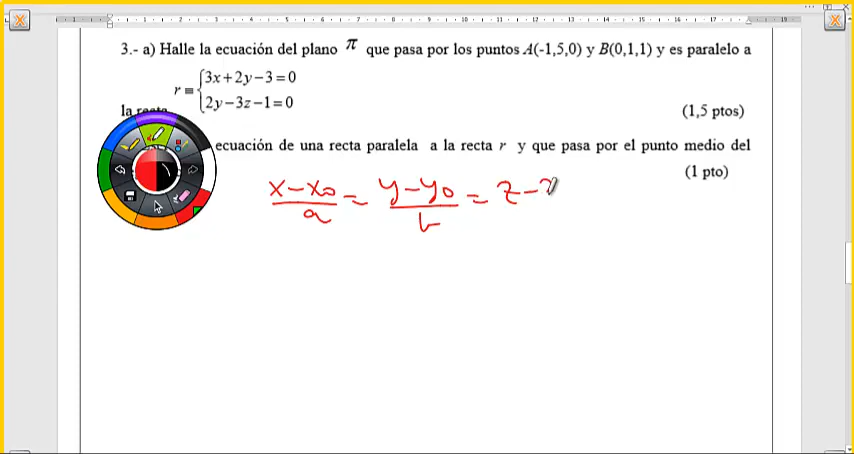 3.- a) Halle la ecuación del plano π que pasa por los puntos A(-1,5,0) y B(0,1,1) y es paralelo a
la recta r ≡ {3x+2y−3=0
2y−3z−1=0
(1,5 ptos)
ecuación de una recta paralela a la recta r y que pasa por el punto medio del
(1 pto)
x−x0/a = y−y0/b = z−